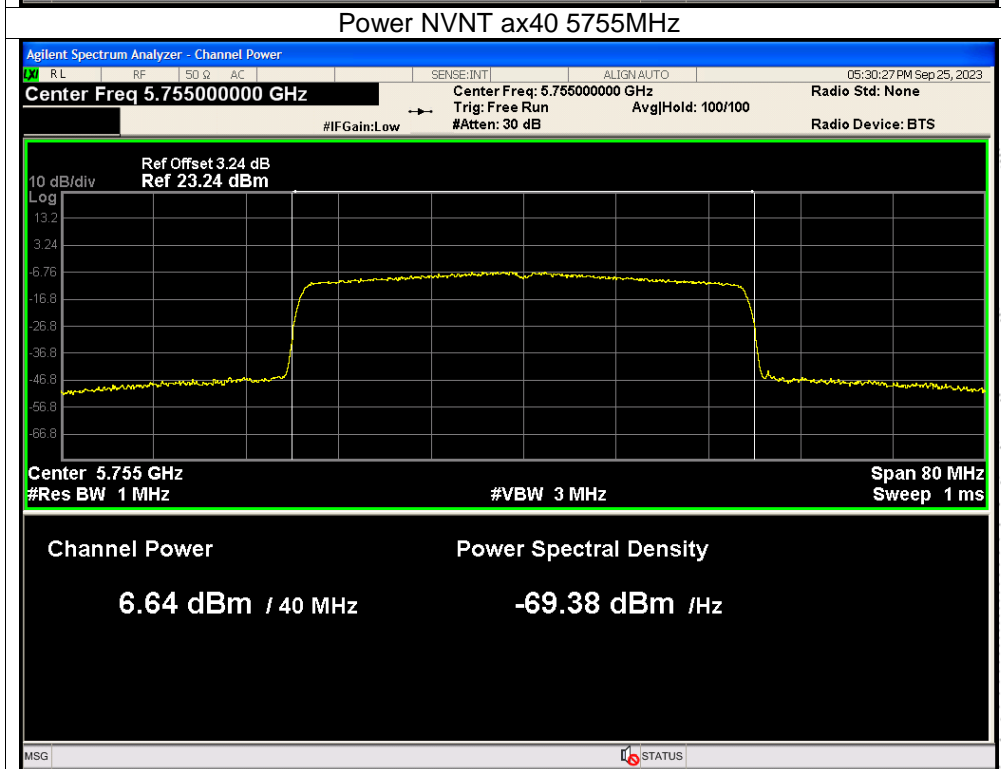 Power NVNT ax40 5755MHz
Agilent Spectrum Analyzer - Channel Power
LXI RL RF 50 Ω AC SENSE:INT ALIGN AUTO 05:30:27 PM Sep 25, 2023
Center Freq 5.755000000 GHz Center Freq: 5.755000000 GHz Radio Std: None
Trig: Free Run Avg|Hold: 100/100
#IFGain:Low #Atten: 30 dB Radio Device: BTS
Ref Offset 3.24 dB
10 dB/div Ref 23.24 dBm
Log
13.2
3.24
-6.76
-16.8
-26.8
-36.8
-46.8
-56.8
-66.8
Center 5.755 GHz Span 80 MHz
#Res BW 1 MHz #VBW 3 MHz Sweep 1 ms
Channel Power Power Spectral Density
6.64 dBm / 40 MHz -69.38 dBm /Hz
MSG STATUS